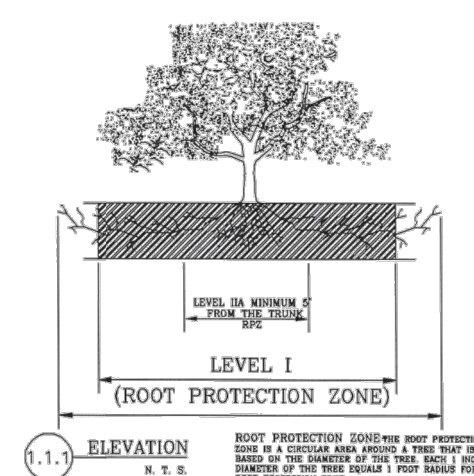 LEVEL IIA MINIMUM 5'
FROM THE TRUNK
RPZ
LEVEL I
(ROOT PROTECTION ZONE)
1.1.1
ELEVATION
N. T. S.
ROOT PROTECTION ZONE THE ROOT PROTECTI
ZONE IS A CIRCULAR AREA AROUND A TREE THAT IS
BASED ON THE DIAMETER OF THE TREE. EACH 1 INC
DIAMETER OF THE TREE EQUALS 1 FOOT RADIUS FO